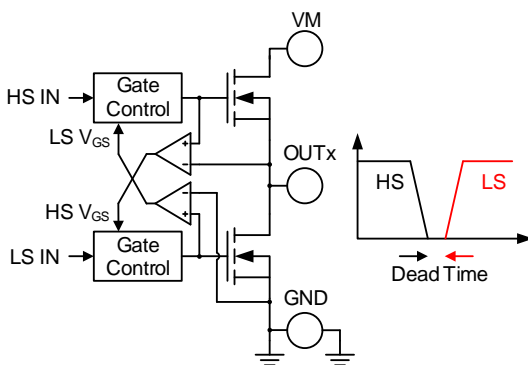 VM
HS IN
Gate
Control
LS VGS
+
-
OUTx
-
+
HS VGS
LS IN
Gate
Control
GND
HS
LS
Dead Time